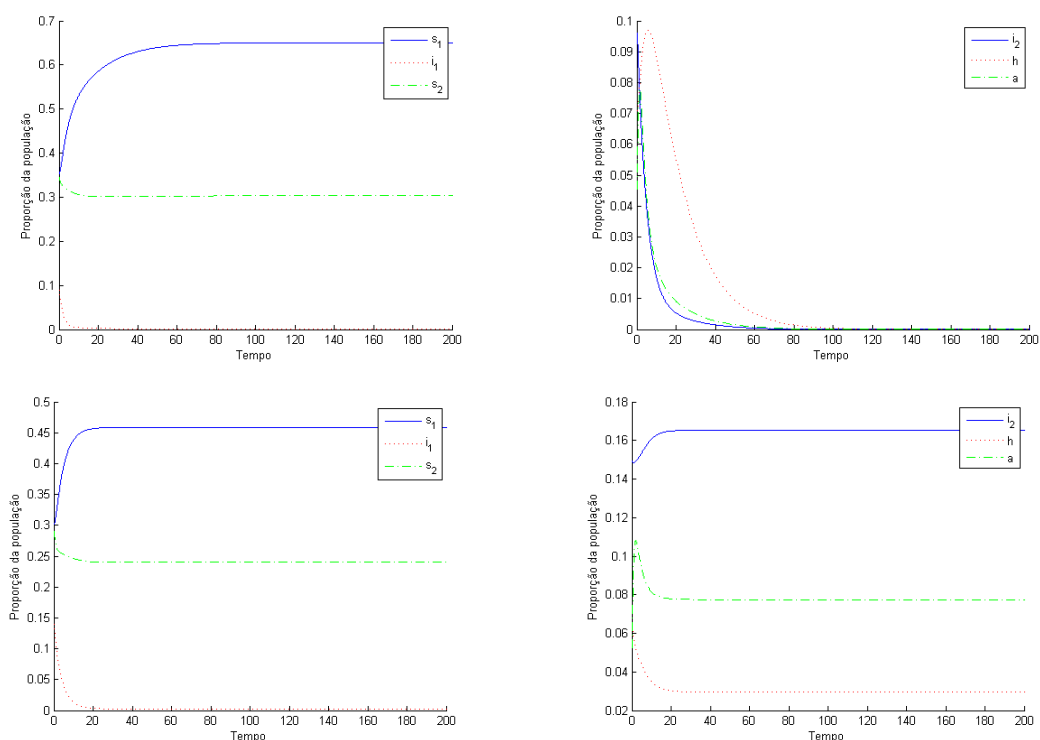 0.7
0.6
0.5
0.4
0.3
0.2
0.1
0
Proporção da população
0 20 40 60 80 100 120 140 160 180 200
Tempo
s₁
i₁
s₂
0.1
0.09
0.08
0.07
0.06
0.05
0.04
0.03
0.02
0.01
0
Proporção da população
0 20 40 60 80 100 120 140 160 180 200
Tempo
i₂
h
a
0.5
0.45
0.4
0.35
0.3
0.25
0.2
0.15
0.1
0.05
0
Proporção da população
0 20 40 60 80 100 120 140 160 180 200
Tempo
s₁
i₁
s₂
0.18
0.16
0.14
0.12
0.1
0.08
0.06
0.04
0.02
Proporção da população
0 20 40 60 80 100 120 140 160 180 200
Tempo
i₂
h
a